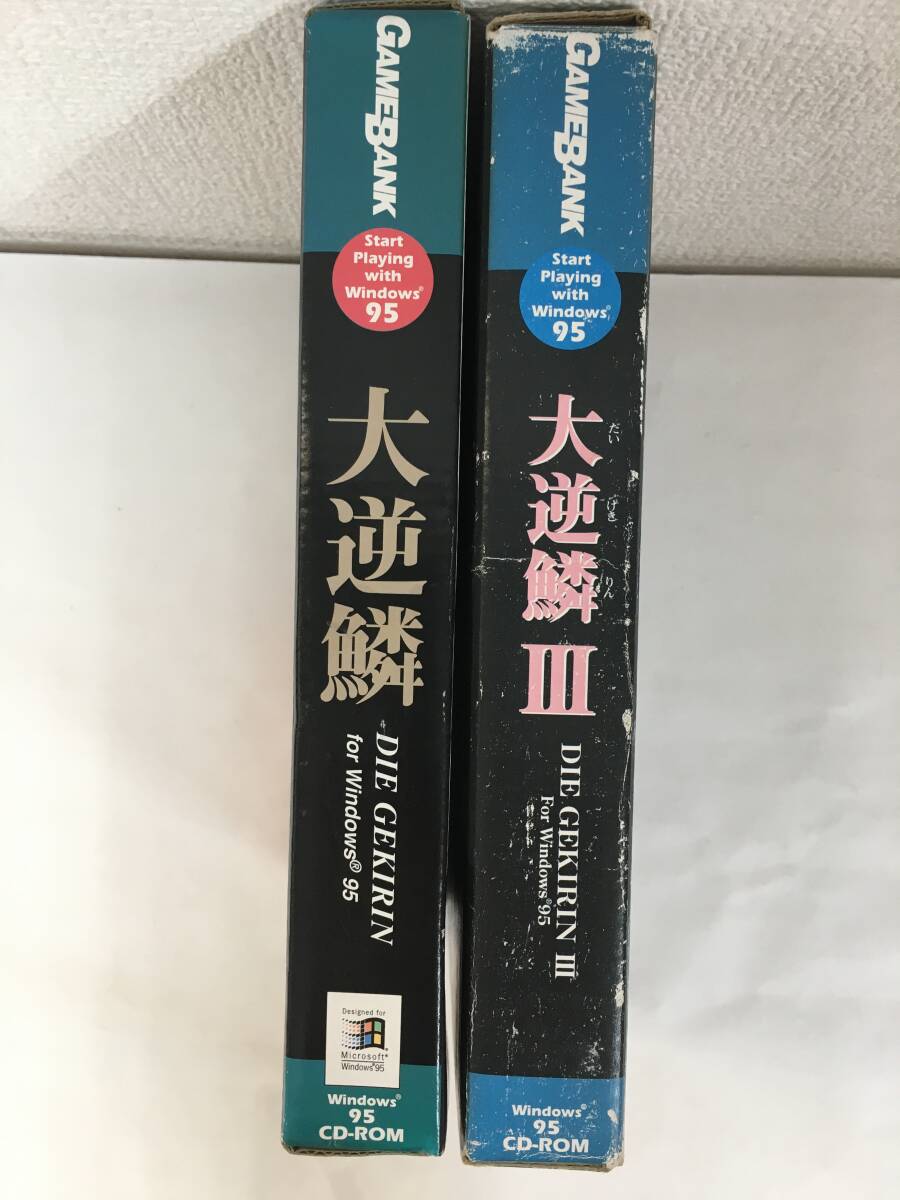 GAMEBANK
Start
Playing
with
Windows®
95
大逆鱗
DIE GEKIRIN
for Windows® 95
Designed for
Microsoft®
Windows®95
Windows®
95
CD-ROM
GAMEBANK
Start
Playing
with
Windows®
95
大逆鱗 III
だい げき りん
DIE GEKIRIN III
For Windows®95
Windows®
95
CD-ROM